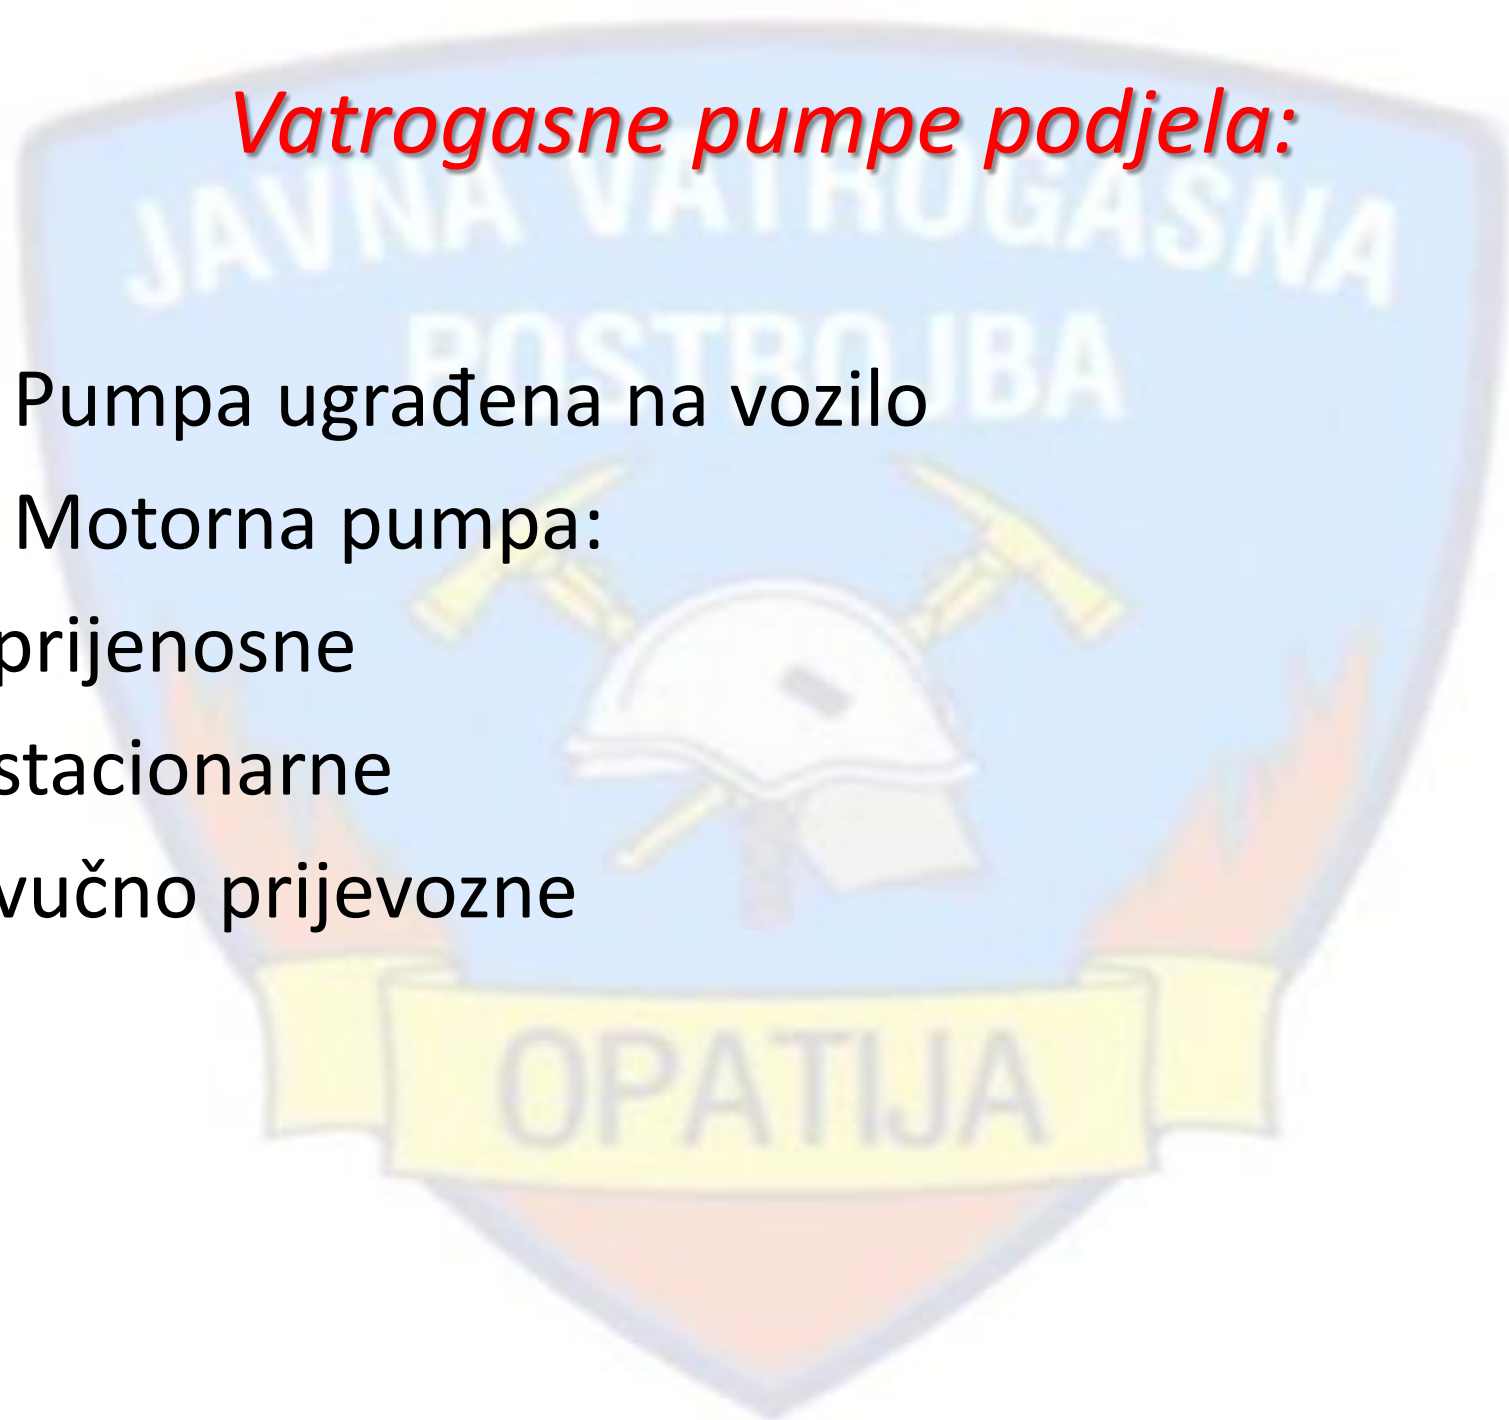 Vatrogasne pumpe podjela:
JAVNA VATROGASNA
POSTROJBA
Pumpa ugrađena na vozilo
Motorna pumpa:
prijenosne
stacionarne
vučno prijevozne
OPATIJA